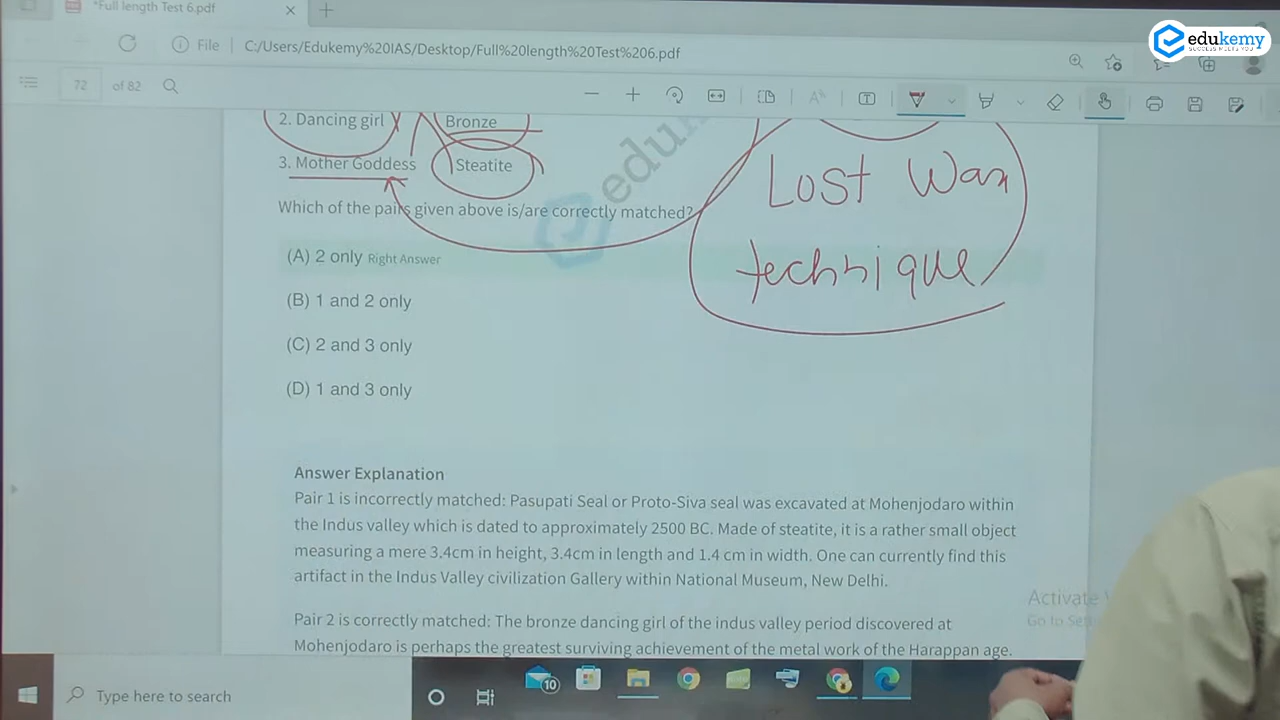 *Full length Test 6.pdf
edukemy
SUCCESS MEETS YOU
File C:/Users/Edukemy%20IAS/Desktop/Full%20length%20Test%206.pdf
72 of 82
2. Dancing girl Bronze
3. Mother Goddess Steatite
Lost Wax
technique
Which of the pairs given above is/are correctly matched?
(A) 2 only Right Answer
(B) 1 and 2 only
(C) 2 and 3 only
(D) 1 and 3 only
Answer Explanation
Pair 1 is incorrectly matched: Pasupati Seal or Proto-Siva seal was excavated at Mohenjodaro within
the Indus valley which is dated to approximately 2500 BC. Made of steatite, it is a rather small object
measuring a mere 3.4cm in height, 3.4cm in length and 1.4 cm in width. One can currently find this
artifact in the Indus Valley civilization Gallery within National Museum, New Delhi.
Activate
Go to
Pair 2 is correctly matched: The bronze dancing girl of the indus valley period discovered at
Mohenjodaro is perhaps the greatest surviving achievement of the metal work of the Harappan age.
Type here to search
10